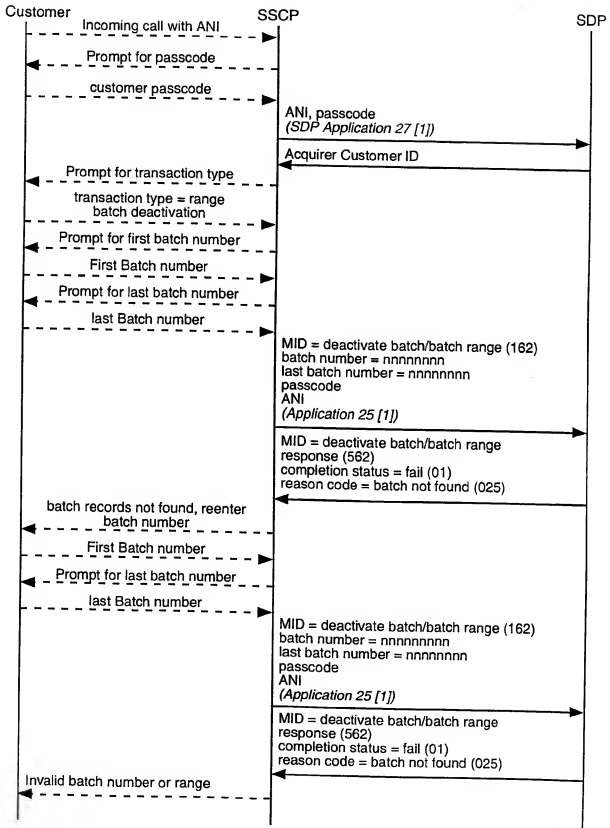 Customer
SSCP
SDP
Incoming call with ANI
Prompt for passcode
customer passcode
ANI, passcode
(SDP Application 27 [1])
Acquirer Customer ID
Prompt for transaction type
transaction type = range
batch deactivation
Prompt for first batch number
First Batch number
Prompt for last batch number
last Batch number
MID = deactivate batch/batch range (162)
batch number = nnnnnnnn
last batch number = nnnnnnnn
passcode
ANI
(Application 25 [1])
MID = deactivate batch/batch range
response (562)
completion status = fail (01)
reason code = batch not found (025)
batch records not found, reenter
batch number
First Batch number
Prompt for last batch number
last Batch number
MID = deactivate batch/batch range (162)
batch number = nnnnnnnnn
last batch number = nnnnnnnn
passcode
ANI
(Application 25 [1])
MID = deactivate batch/batch range
response (562)
completion status = fail (01)
reason code = batch not found (025)
Invalid batch number or range